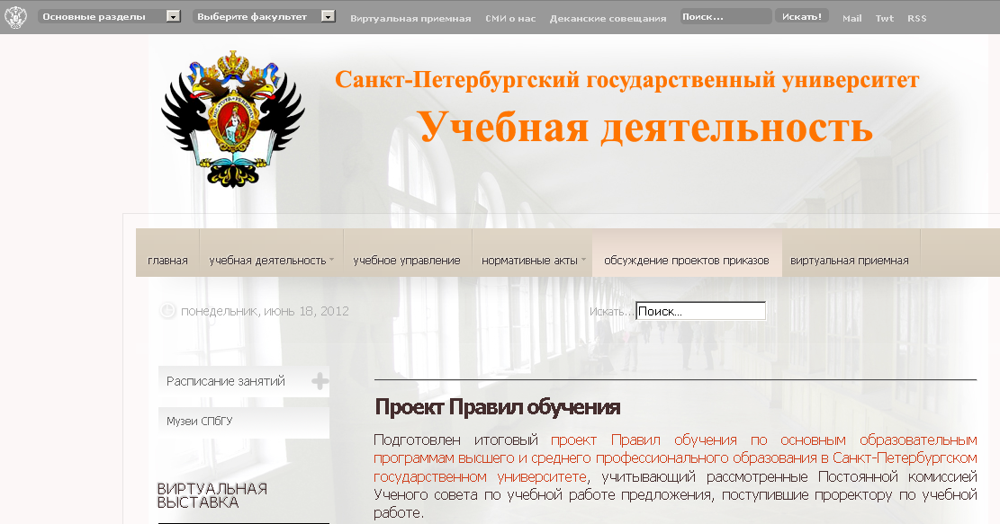 Основные разделы Выберите факультет Виртуальная приемная СМИ о нас Деканские совещания Поиск... Искать! Mail Twt RSS
Санкт-Петербургский государственный университет
Учебная деятельность
главная учебная деятельность учебное управление нормативные акты обсуждение проектов приказов виртуальная приемная
понедельник, июнь 18, 2012 Искать... Поиск...
Расписание занятий
Музеи СПбГУ
ВИРТУАЛЬНАЯ
ВЫСТАВКА
Проект Правил обучения
Подготовлен итоговый проект Правил обучения по основным образовательным
программам высшего и среднего профессионального образования в Санкт-Петербургском
государственном университете, учитывающий рассмотренные Постоянной комиссией
Ученого совета по учебной работе предложения, поступившие проректору по учебной
работе.